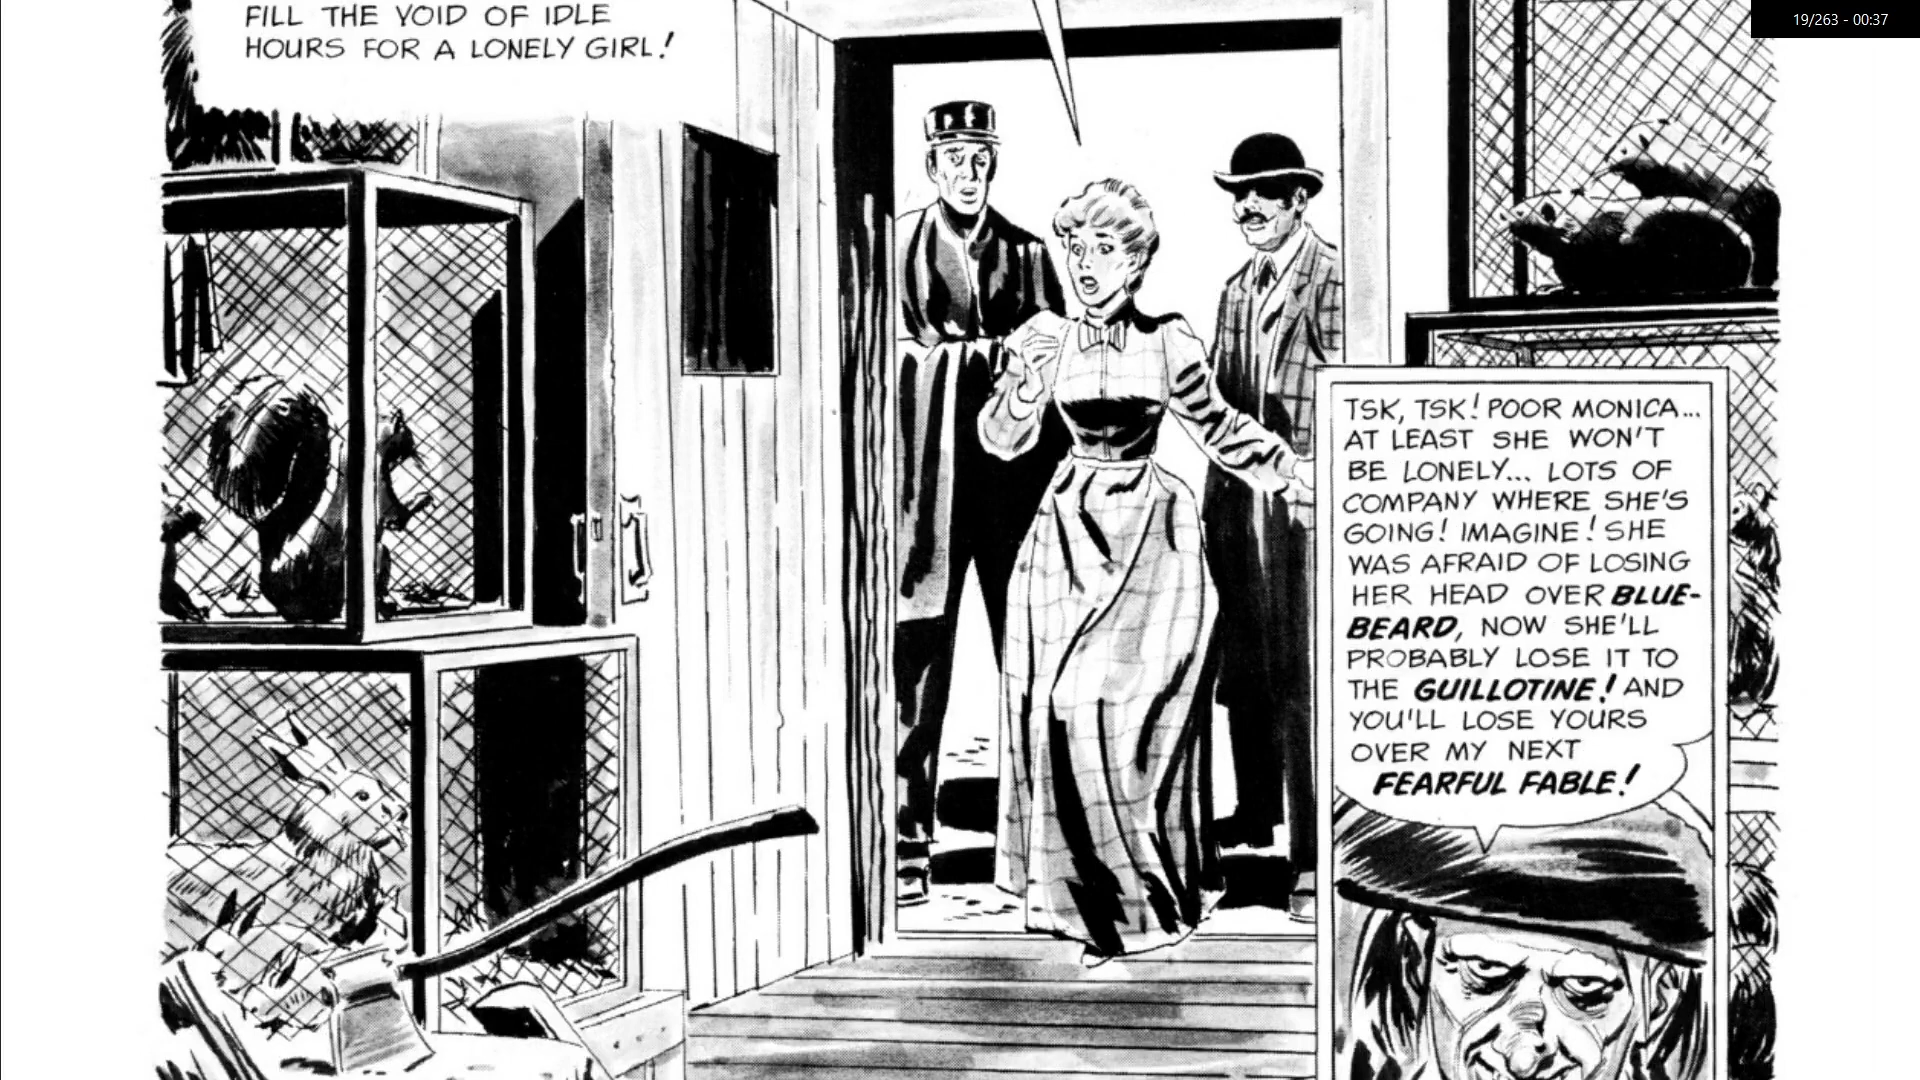 19/263 - 00:37
FILL THE VOID OF IDLE
HOURS FOR A LONELY GIRL!
TSK, TSK! POOR MONICA...
AT LEAST SHE WON'T
BE LONELY... LOTS OF
COMPANY WHERE SHE'S
GOING! IMAGINE! SHE
WAS AFRAID OF LOSING
HER HEAD OVER BLUE-
BEARD, NOW SHE'LL
PROBABLY LOSE IT TO
THE GUILLOTINE! AND
YOU'LL LOSE YOURS
OVER MY NEXT
FEARFUL FABLE!